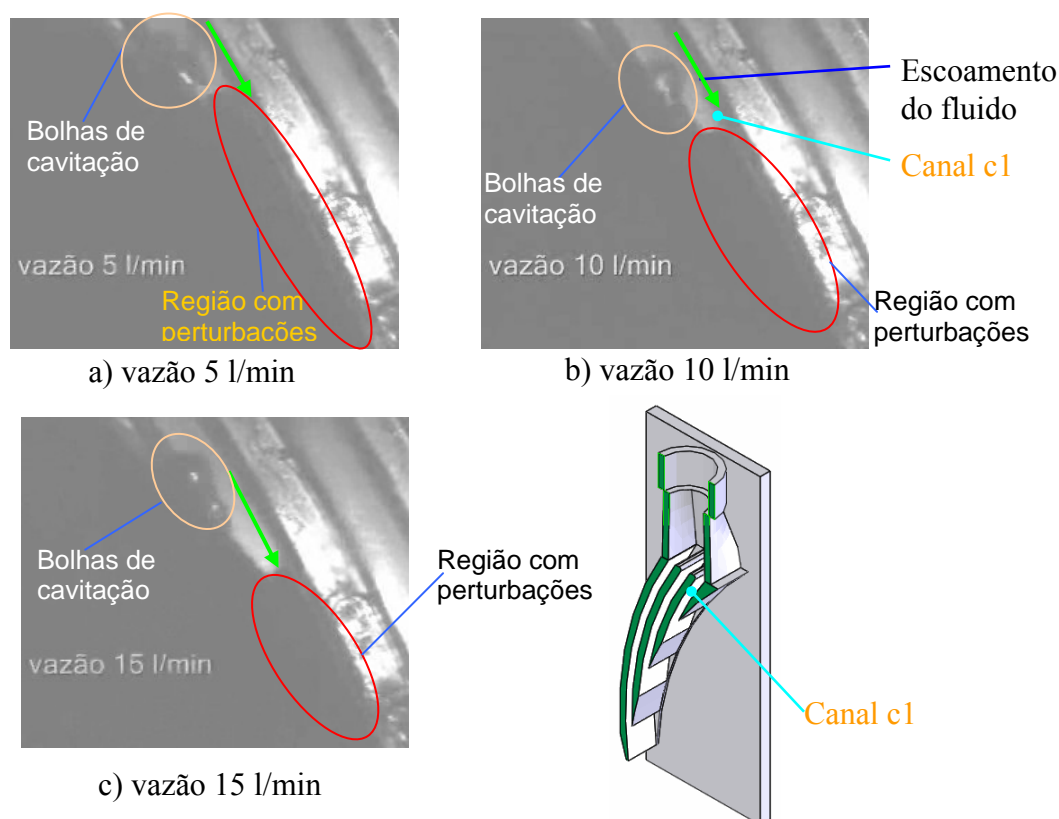 Bolhas de
cavitação
vazão 5 l/min
Região com
perturbações
a) vazão 5 l/min
Escoamento
do fluido
Canal c1
Bolhas de
cavitação
vazão 10 l/min
Região com
perturbações
b) vazão 10 l/min
Bolhas de
cavitação
Região com
perturbações
vazão 15 l/min
c) vazão 15 l/min
Canal c1